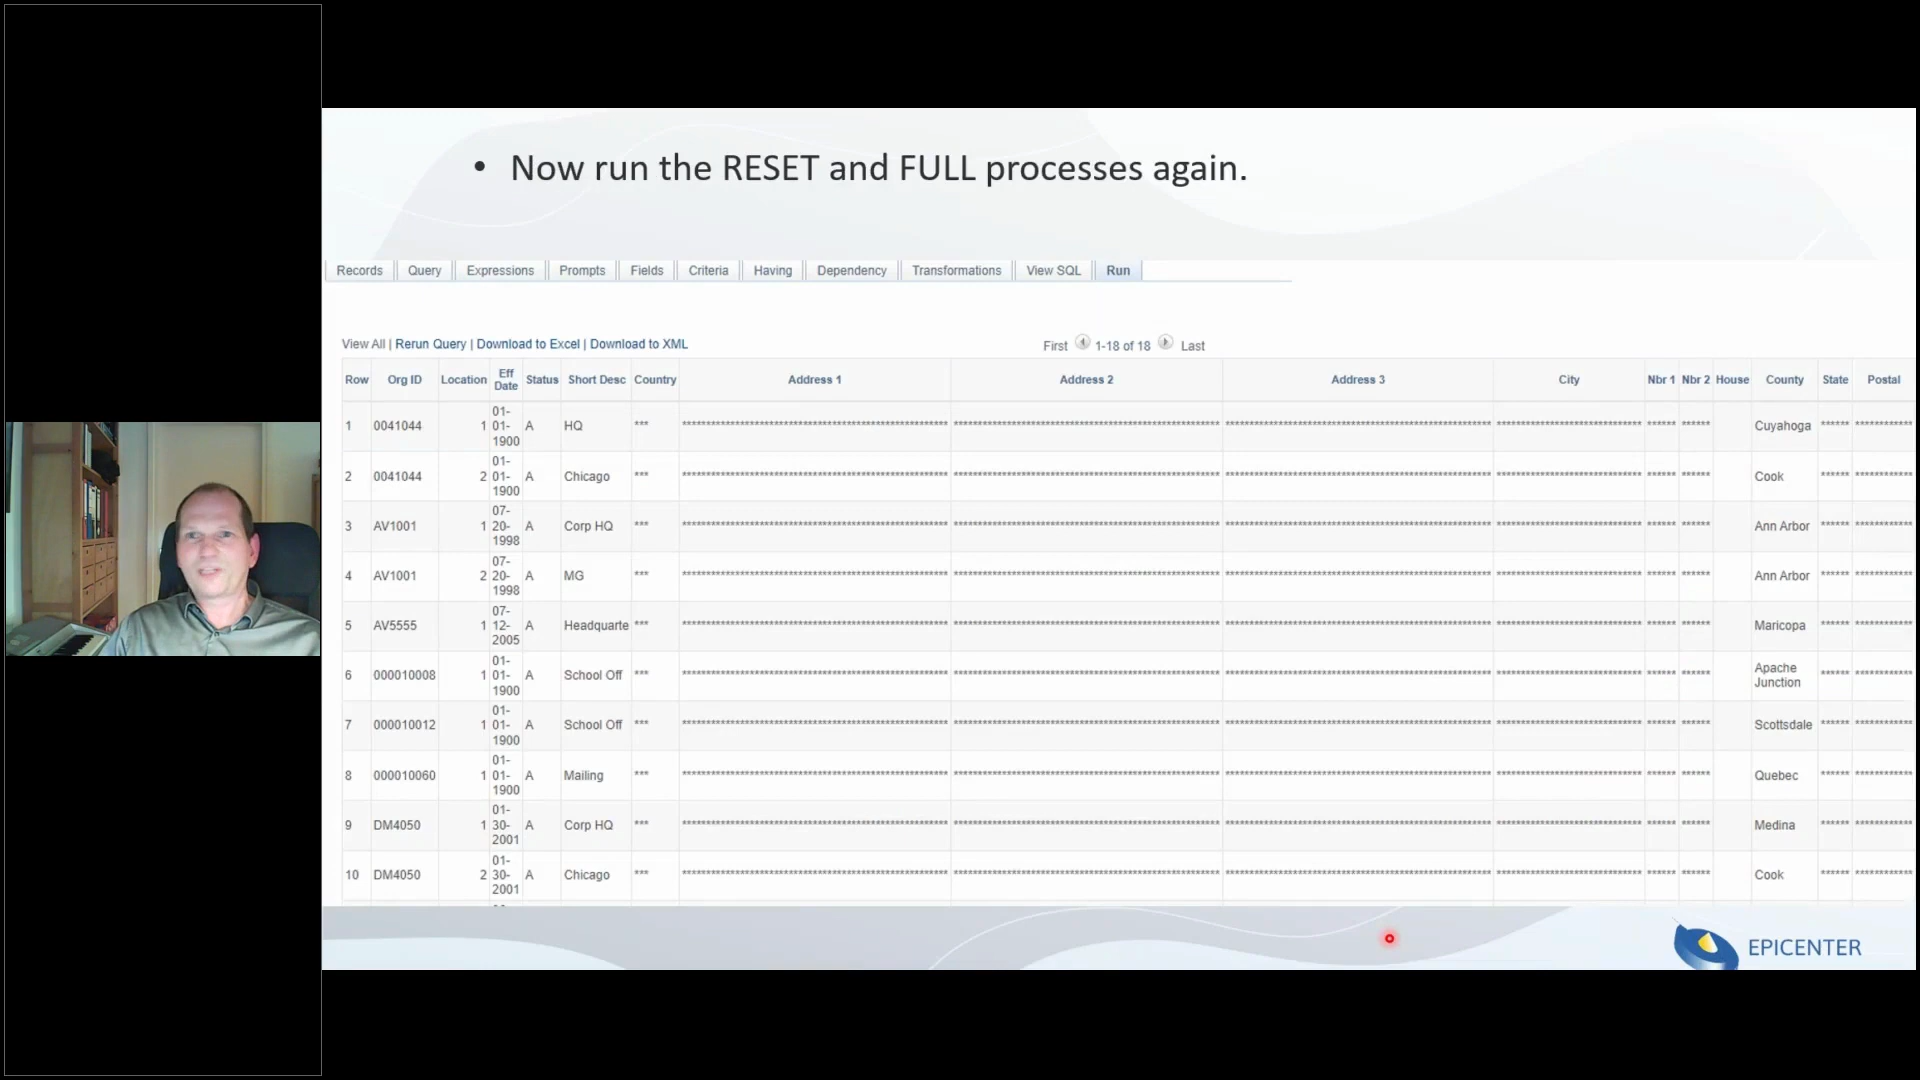 • Now run the RESET and FULL processes again.
Records Query Expressions Prompts Fields Criteria Having Dependency Transformations View SQL Run
View All | Rerun Query | Download to Excel | Download to XML First 1-18 of 18 Last
Row Org ID Location Eff Date Status Short Desc Country Address 1 Address 2 Address 3 City Nbr 1 Nbr 2 House County State Postal
1 0041044 1 01-01-1900 A HQ *** Cuyahoga
2 0041044 2 01-01-1900 A Chicago *** Cook
3 AV1001 1 07-20-1998 A Corp HQ *** Ann Arbor
4 AV1001 2 07-20-1998 A MG *** Ann Arbor
5 AV5555 1 07-12-2005 A Headquarte *** Maricopa
6 000010008 1 01-01-1900 A School Off *** Apache Junction
7 000010012 1 01-01-1900 A School Off *** Scottsdale
8 000010060 1 01-01-1900 A Mailing *** Quebec
9 DM4050 1 01-30-2001 A Corp HQ *** Medina
10 DM4050 2 01-30-2001 A Chicago *** Cook
EPICENTER